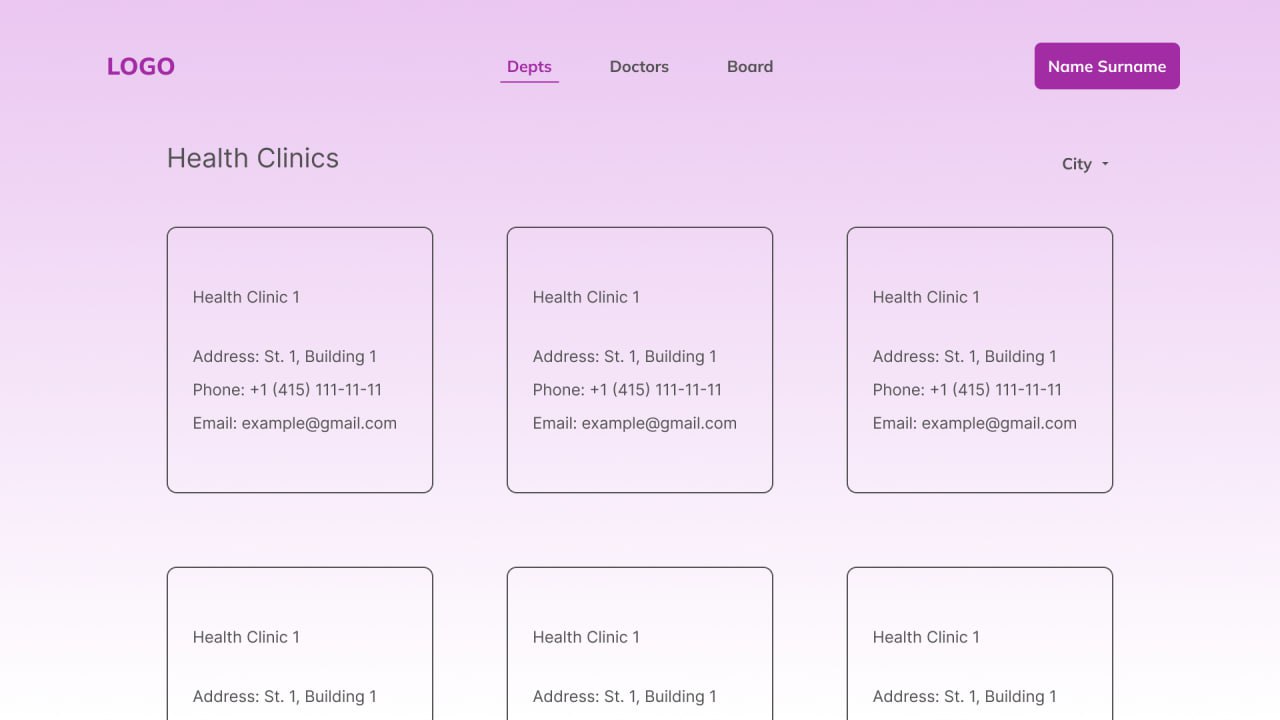 LOGO
Depts
Doctors
Board
Name Surname
Health Clinics
City
Health Clinic 1
Address: St. 1, Building 1
Phone: +1 (415) 111-11-11
Email: example@gmail.com
Health Clinic 1
Address: St. 1, Building 1
Phone: +1 (415) 111-11-11
Email: example@gmail.com
Health Clinic 1
Address: St. 1, Building 1
Phone: +1 (415) 111-11-11
Email: example@gmail.com
Health Clinic 1
Address: St. 1, Building 1
Health Clinic 1
Address: St. 1, Building 1
Health Clinic 1
Address: St. 1, Building 1